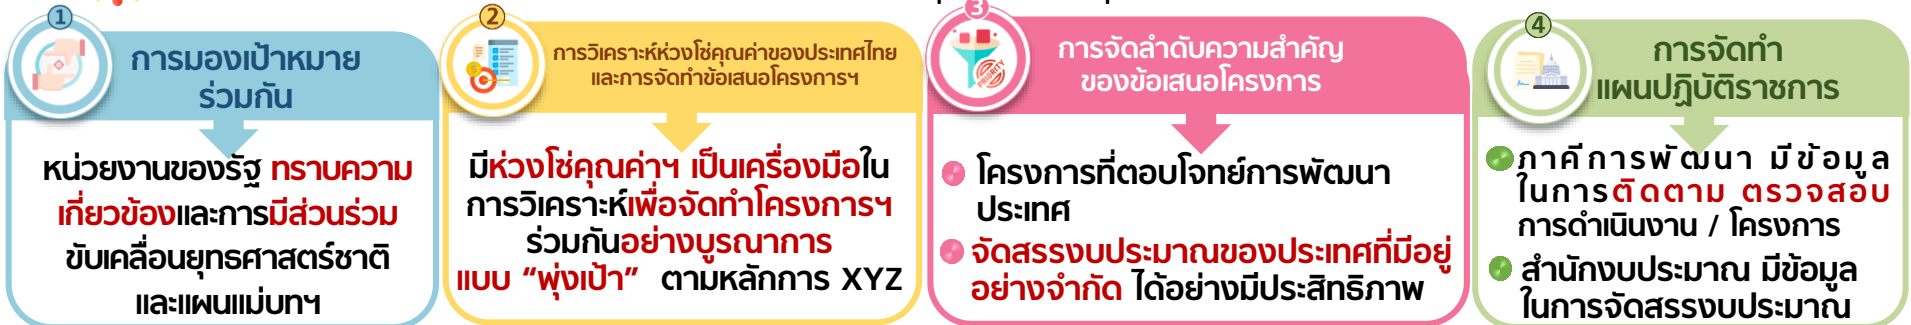 ①
การมองเป้าหมาย
ร่วมกัน
หน่วยงานของรัฐ ทราบความ
เกี่ยวข้องและการมีส่วนร่วม
ขับเคลื่อนยุทธศาสตร์ชาติ
และแผนแม่บทฯ
②
การวิเคราะห์ห่วงโซ่คุณค่าของประเทศไทย
และการจัดทำข้อเสนอโครงการฯ
มีห่วงโซ่คุณค่าฯ เป็นเครื่องมือใน
การวิเคราะห์เพื่อจัดทำโครงการฯ
ร่วมกันอย่างบูรณาการ
แบบ “พุ่งเป้า” ตามหลักการ XYZ
③
PRIORITY
การจัดลำดับความสำคัญ
ของข้อเสนอโครงการ
โครงการที่ตอบโจทย์การพัฒนา
ประเทศ
จัดสรรงบประมาณของประเทศที่มีอยู่
อย่างจำกัด ได้อย่างมีประสิทธิภาพ
④
การจัดทำ
แผนปฏิบัติราชการ
ภาคีการพัฒนา มีข้อมูล
ในการติดตาม ตรวจสอบ
การดำเนินงาน / โครงการ
สำนักงบประมาณ มีข้อมูล
ในการจัดสรรงบประมาณ